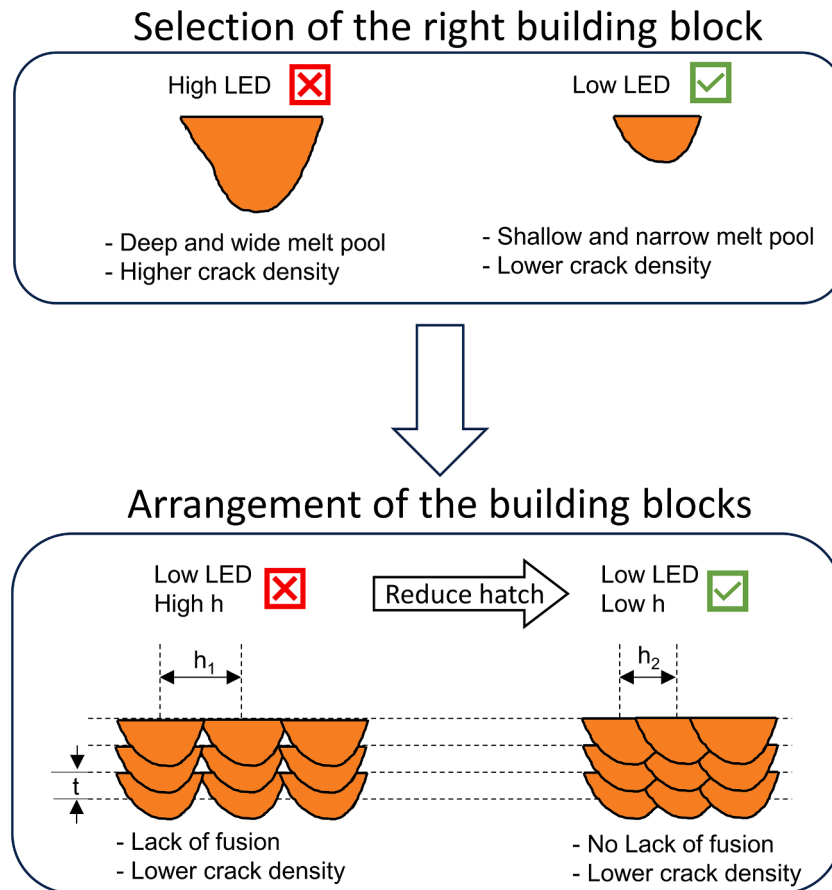 Selection of the right building block
High LED
Low LED
- Deep and wide melt pool
- Higher crack density
- Shallow and narrow melt pool
- Lower crack density
Arrangement of the building blocks
Low LED
High h
Reduce hatch
Low LED
Low h
h₁
h₂
t
- Lack of fusion
- Lower crack density
- No Lack of fusion
- Lower crack density